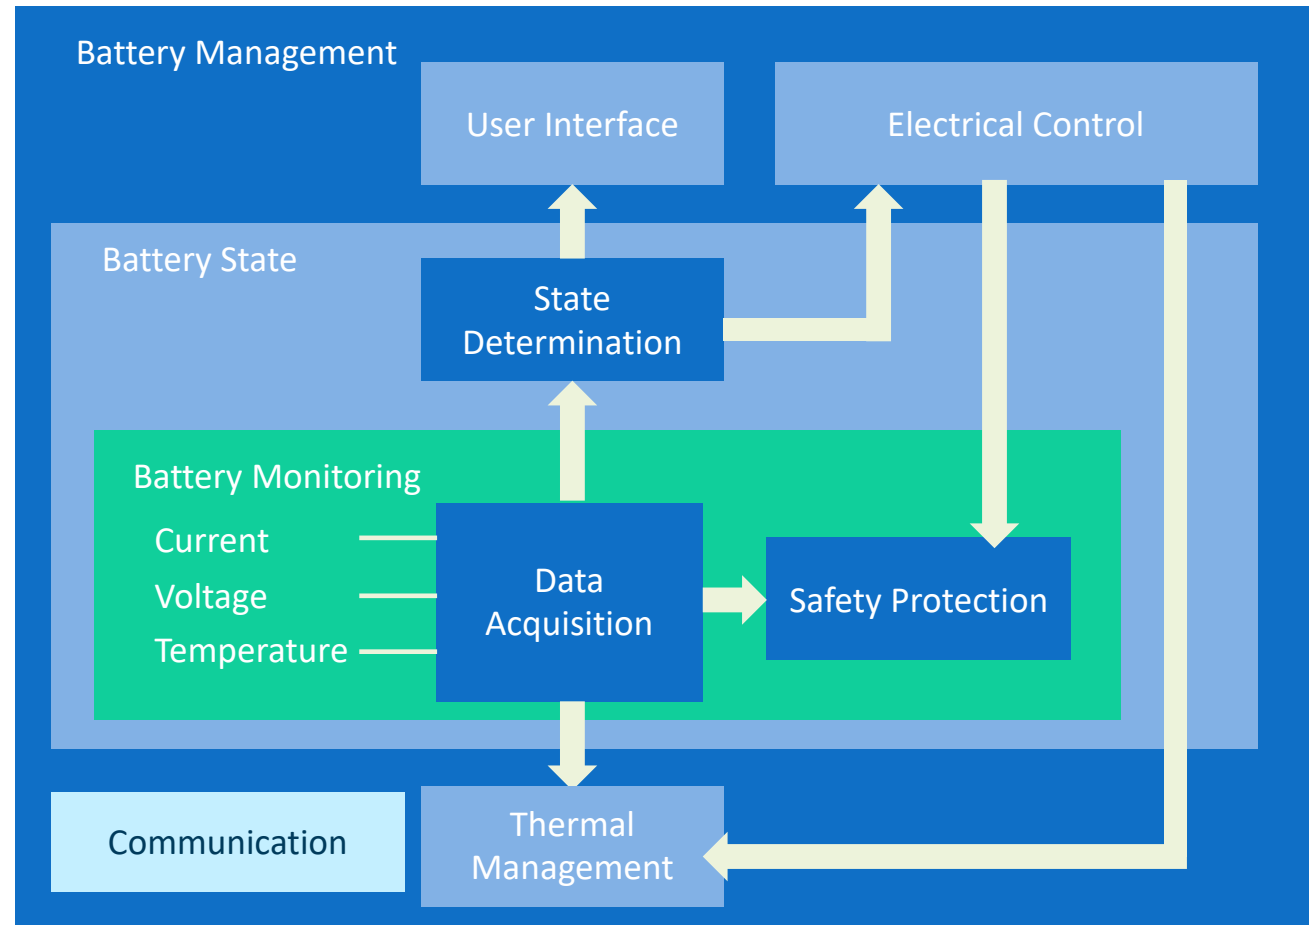 Battery Management
User Interface
Electrical Control
Battery State
State
Determination
Battery Monitoring
Current
Voltage
Temperature
Data
Acquisition
Safety Protection
Communication
Thermal
Management